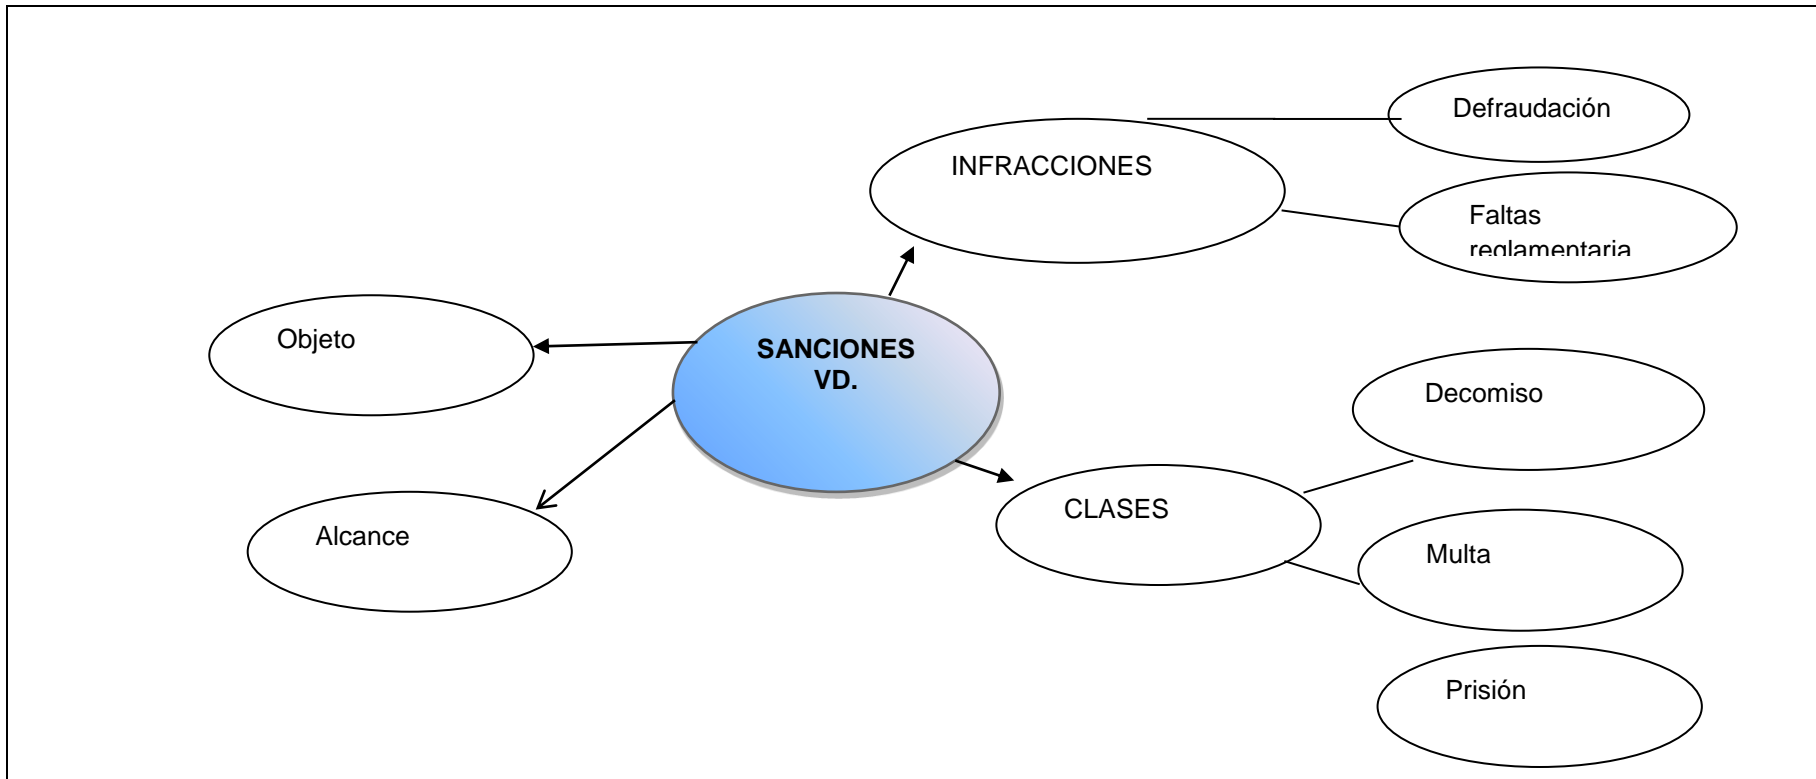 Defraudación
INFRACCIONES
Faltas
reglamentaria
Objeto
SANCIONES
VD.
Decomiso
CLASES
Alcance
Multa
Prisión